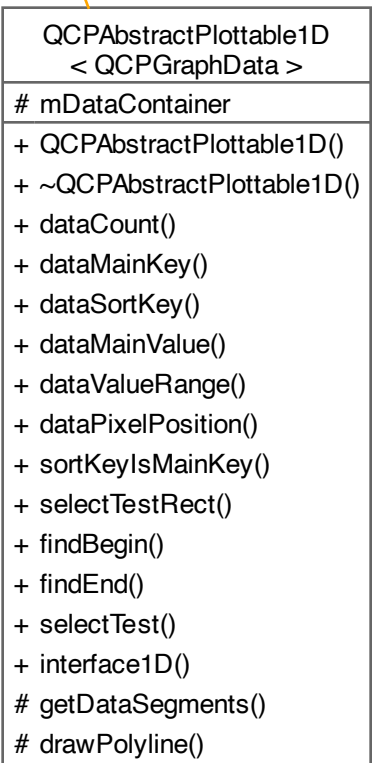 QCPAbstractPlottable1D
< QCPGraphData >
# mDataContainer
+ QCPAbstractPlottable1D()
+ ~QCPAbstractPlottable1D()
+ dataCount()
+ dataMainKey()
+ dataSortKey()
+ dataMainValue()
+ dataValueRange()
+ dataPixelPosition()
+ sortKeyIsMainKey()
+ selectTestRect()
+ findBegin()
+ findEnd()
+ selectTest()
+ interface1D()
# getDataSegments()
# drawPolyline()